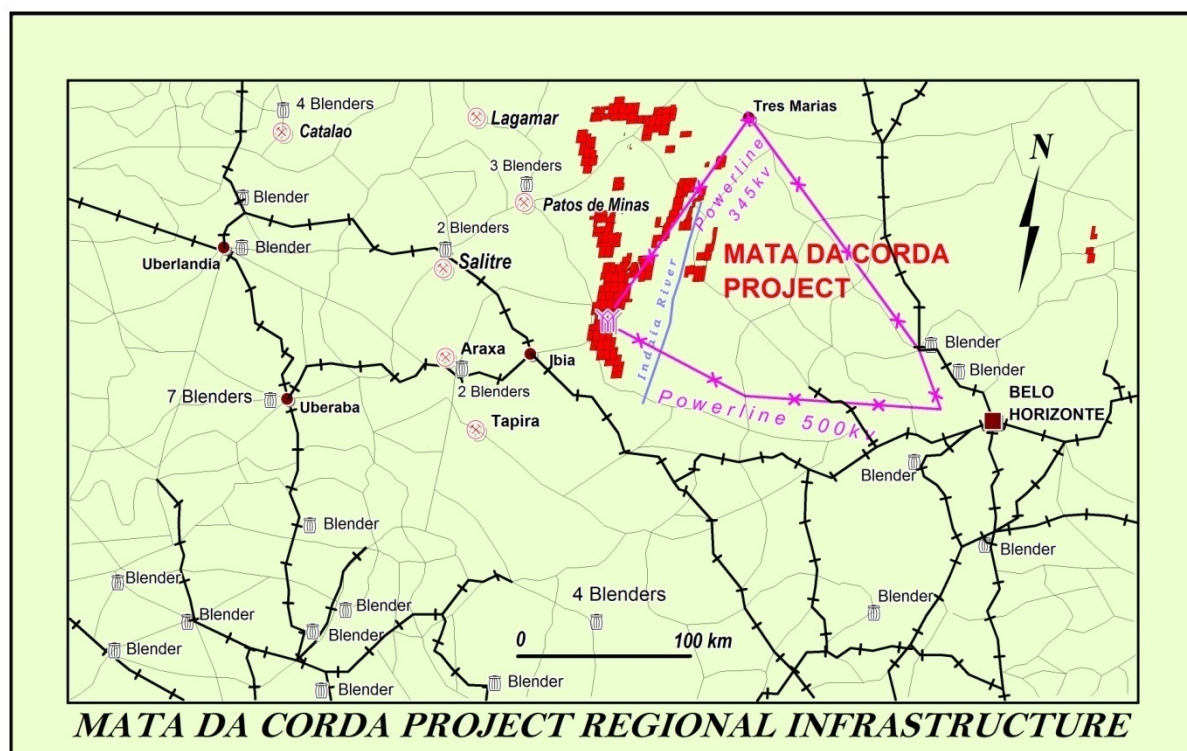 4 Blenders
Catalao
Lagamar
Tres Marias
N
3 Blenders
Patos de Minas
Powerline
345kv
Blender
2 Blenders
Blender
Uberlandia
Salitre
MATA DA CORDA
PROJECT
Indaia River
Araxa
Ibia
2 Blenders
Blender
Blender
7 Blenders
Uberaba
Tapira
Powerline 500kv
BELO
HORIZONTE
Blender
Blender
Blender
Blender
Blender
Blender
4 Blenders
Blender
Blender
Blender
0 100 km
Blender
Blender
Blender
MATA DA CORDA PROJECT REGIONAL INFRASTRUCTURE